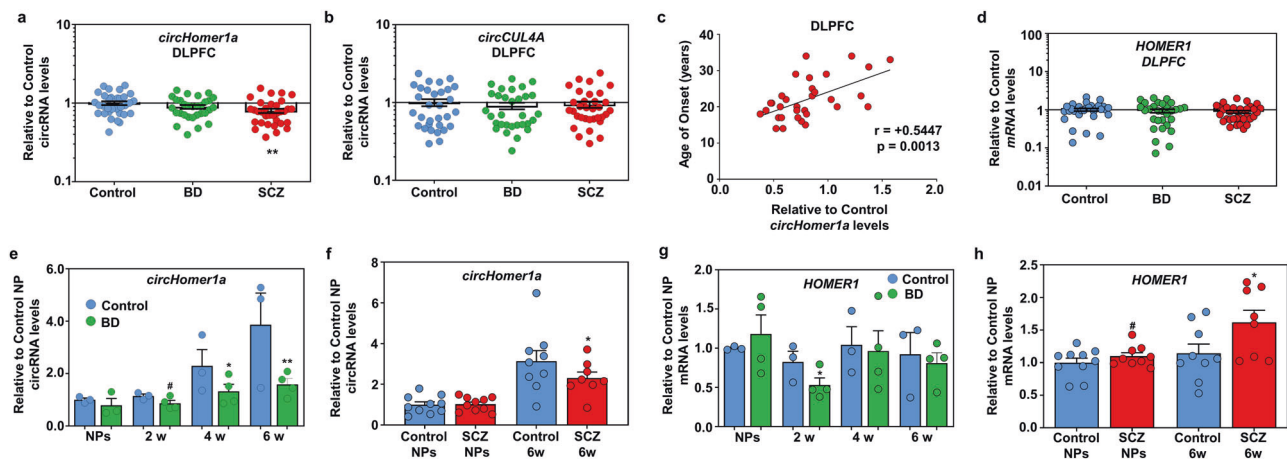 a
circHomer1a
DLPFC
Relative to Control
circRNA levels
10
1
0.1
Control
BD
SCZ
**
b
circCUL4A
DLPFC
Relative to Control
circRNA levels
10
1
0.1
Control
BD
SCZ
c
DLPFC
Age of Onset (years)
40
30
20
10
0
r = +0.5447
p = 0.0013
0.0
0.5
1.0
1.5
2.0
Relative to Control
circHomer1a levels
d
HOMER1
DLPFC
Relative to Control
mRNA levels
100
10
1
0.1
0.01
Control
BD
SCZ
e
circHomer1a
Relative to Control NP
circRNA levels
6.0
4.0
2.0
0.0
Control
BD
#
*
**
NPs
2 w
4 w
6 w
f
circHomer1a
Relative to Control NP
circRNA levels
8
6
4
2
0
*
Control
NPs
SCZ
NPs
Control
6w
SCZ
6w
g
HOMER1
Relative to Control NP
mRNA levels
2.0
1.5
1.0
0.5
0.0
Control
BD
*
NPs
2 w
4 w
6 w
h
HOMER1
Relative to Control NP
mRNA levels
2.5
2.0
1.5
1.0
0.5
0.0
#
*
Control
NPs
SCZ
NPs
Control
6w
SCZ
6w